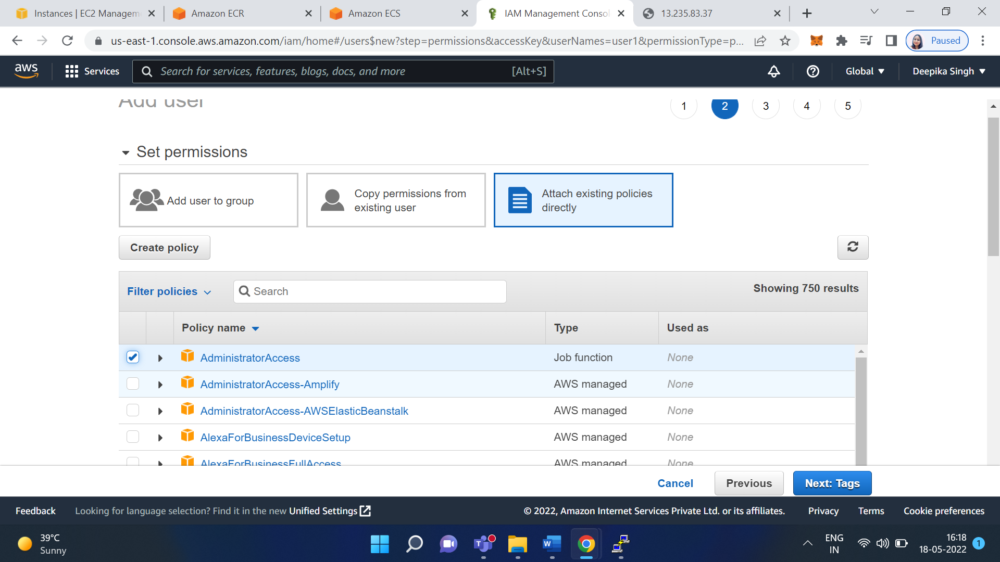 Instances | EC2 Managem
Amazon ECR
Amazon ECS
IAM Management Consol
13.235.83.37
us-east-1.console.aws.amazon.com/iam/home#/users$new?step=permissions&accessKey&userNames=user1&permissionType=p...
Paused
aws
Services
Search for services, features, blogs, docs, and more
[Alt+S]
Global
Deepika Singh
Add user
1
2
3
4
5
Set permissions
Add user to group
Copy permissions from
existing user
Attach existing policies
directly
Create policy
Filter policies
Search
Showing 750 results
Policy name
Type
Used as
AdministratorAccess
Job function
None
AdministratorAccess-Amplify
AWS managed
None
AdministratorAccess-AWSElasticBeanstalk
AWS managed
None
AlexaForBusinessDeviceSetup
AWS managed
None
AlexaForBusinessFullAccess
AWS managed
None
Cancel
Previous
Next: Tags
Feedback
Looking for language selection? Find it in the new Unified Settings
© 2022, Amazon Internet Services Private Ltd. or its affiliates.
Privacy
Terms
Cookie preferences
39°C
Sunny
ENG
IN
16:18
18-05-2022
1